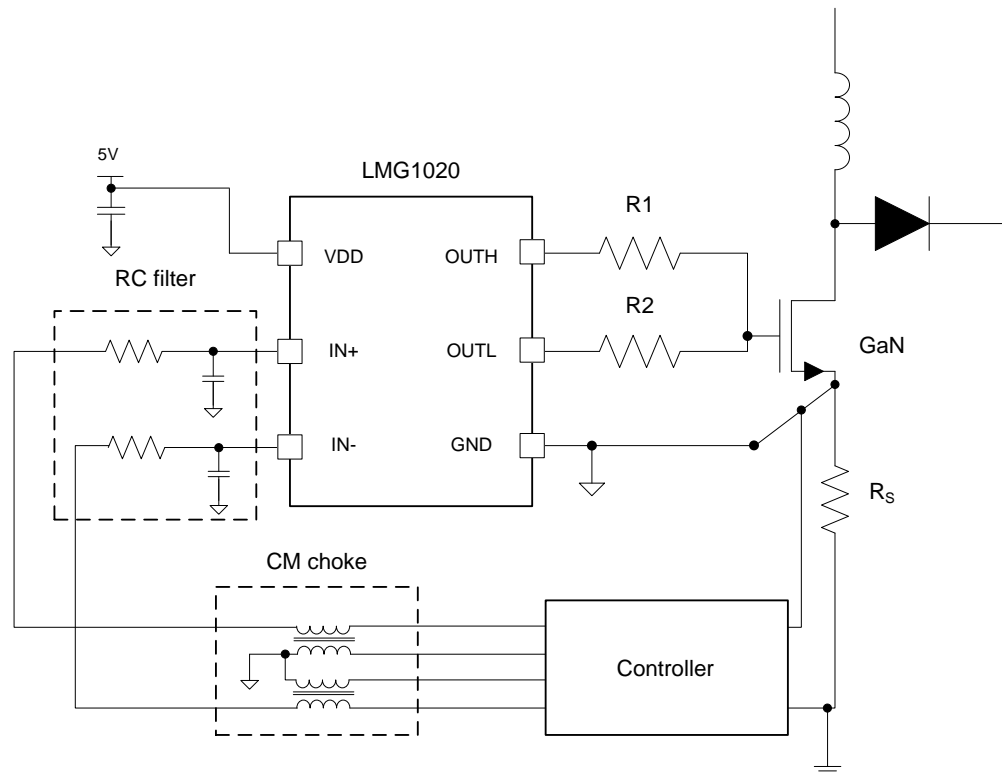 5V
LMG1020
R1
VDD
OUTH
RC filter
R2
IN+
OUTL
GaN
IN-
GND
RS
CM choke
Controller